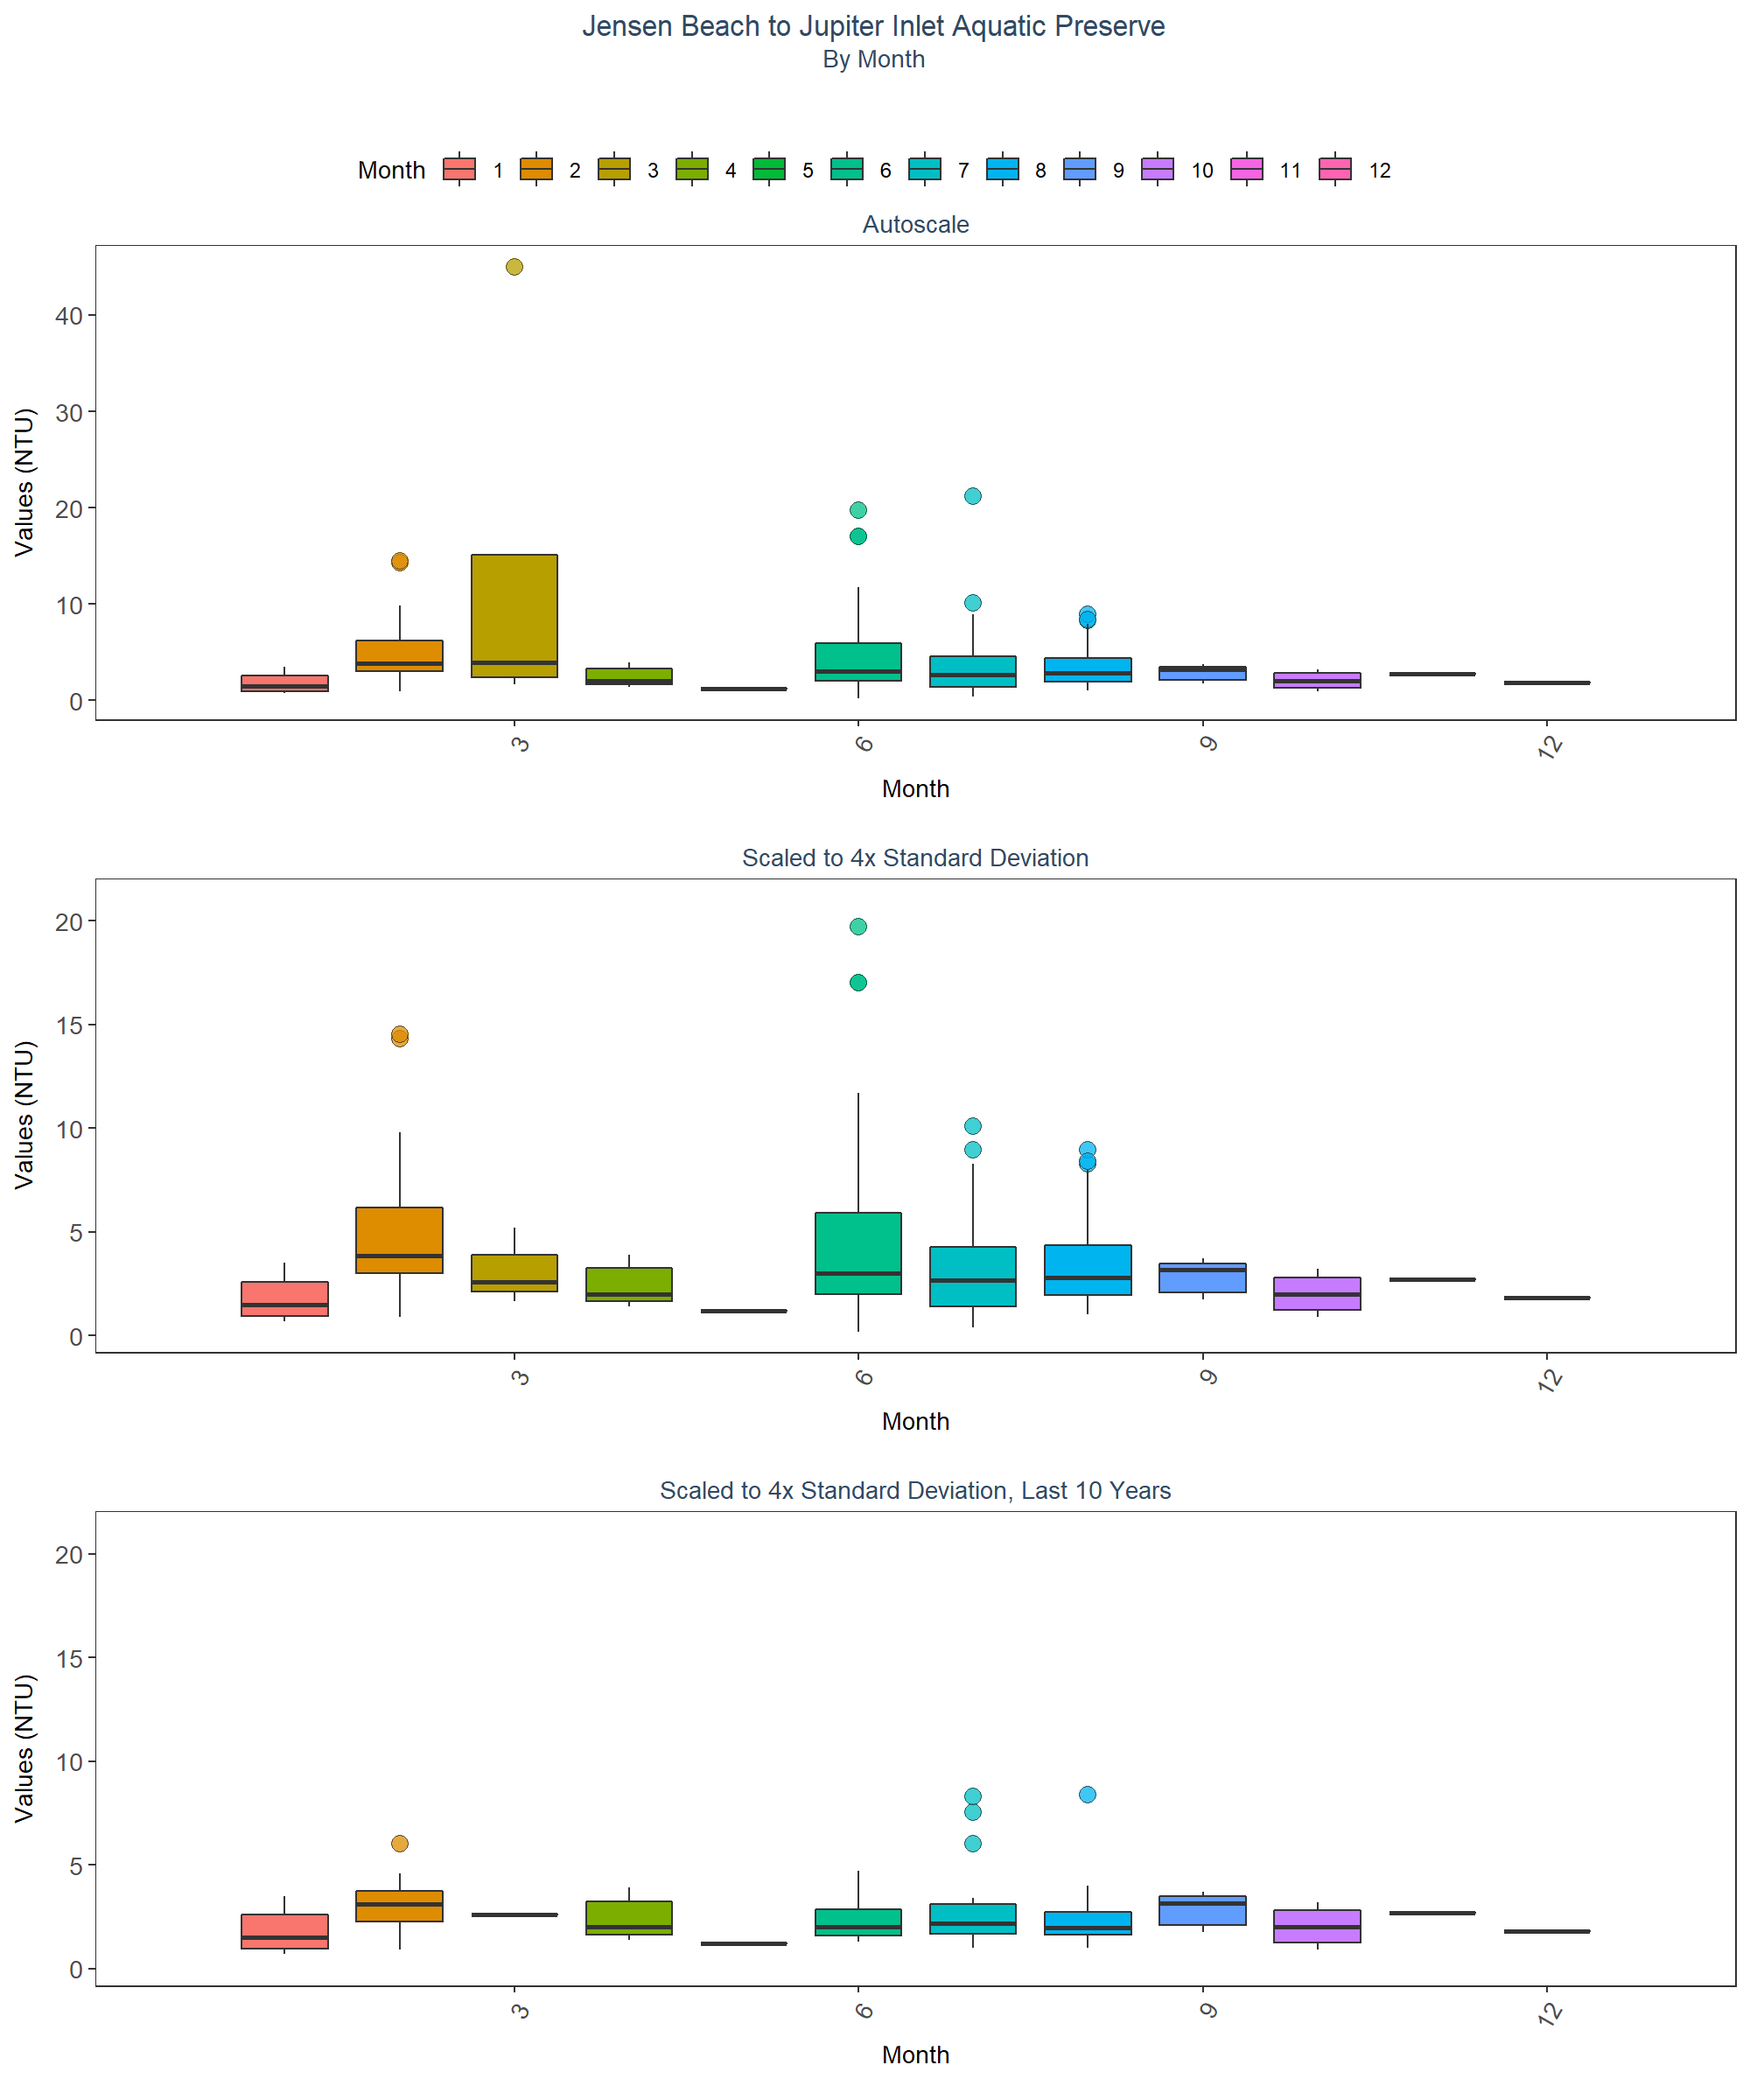 Jensen Beach to Jupiter Inlet Aquatic Preserve
By Month
Month 1 2 3 4 5 6 7 8 9 10 11 12
Autoscale
Values (NTU)
40
30
20
10
0
3 6 9 12
Month
Scaled to 4x Standard Deviation
Values (NTU)
20
15
10
5
0
3 6 9 12
Month
Scaled to 4x Standard Deviation, Last 10 Years
Values (NTU)
20
15
10
5
0
3 6 9 12
Month